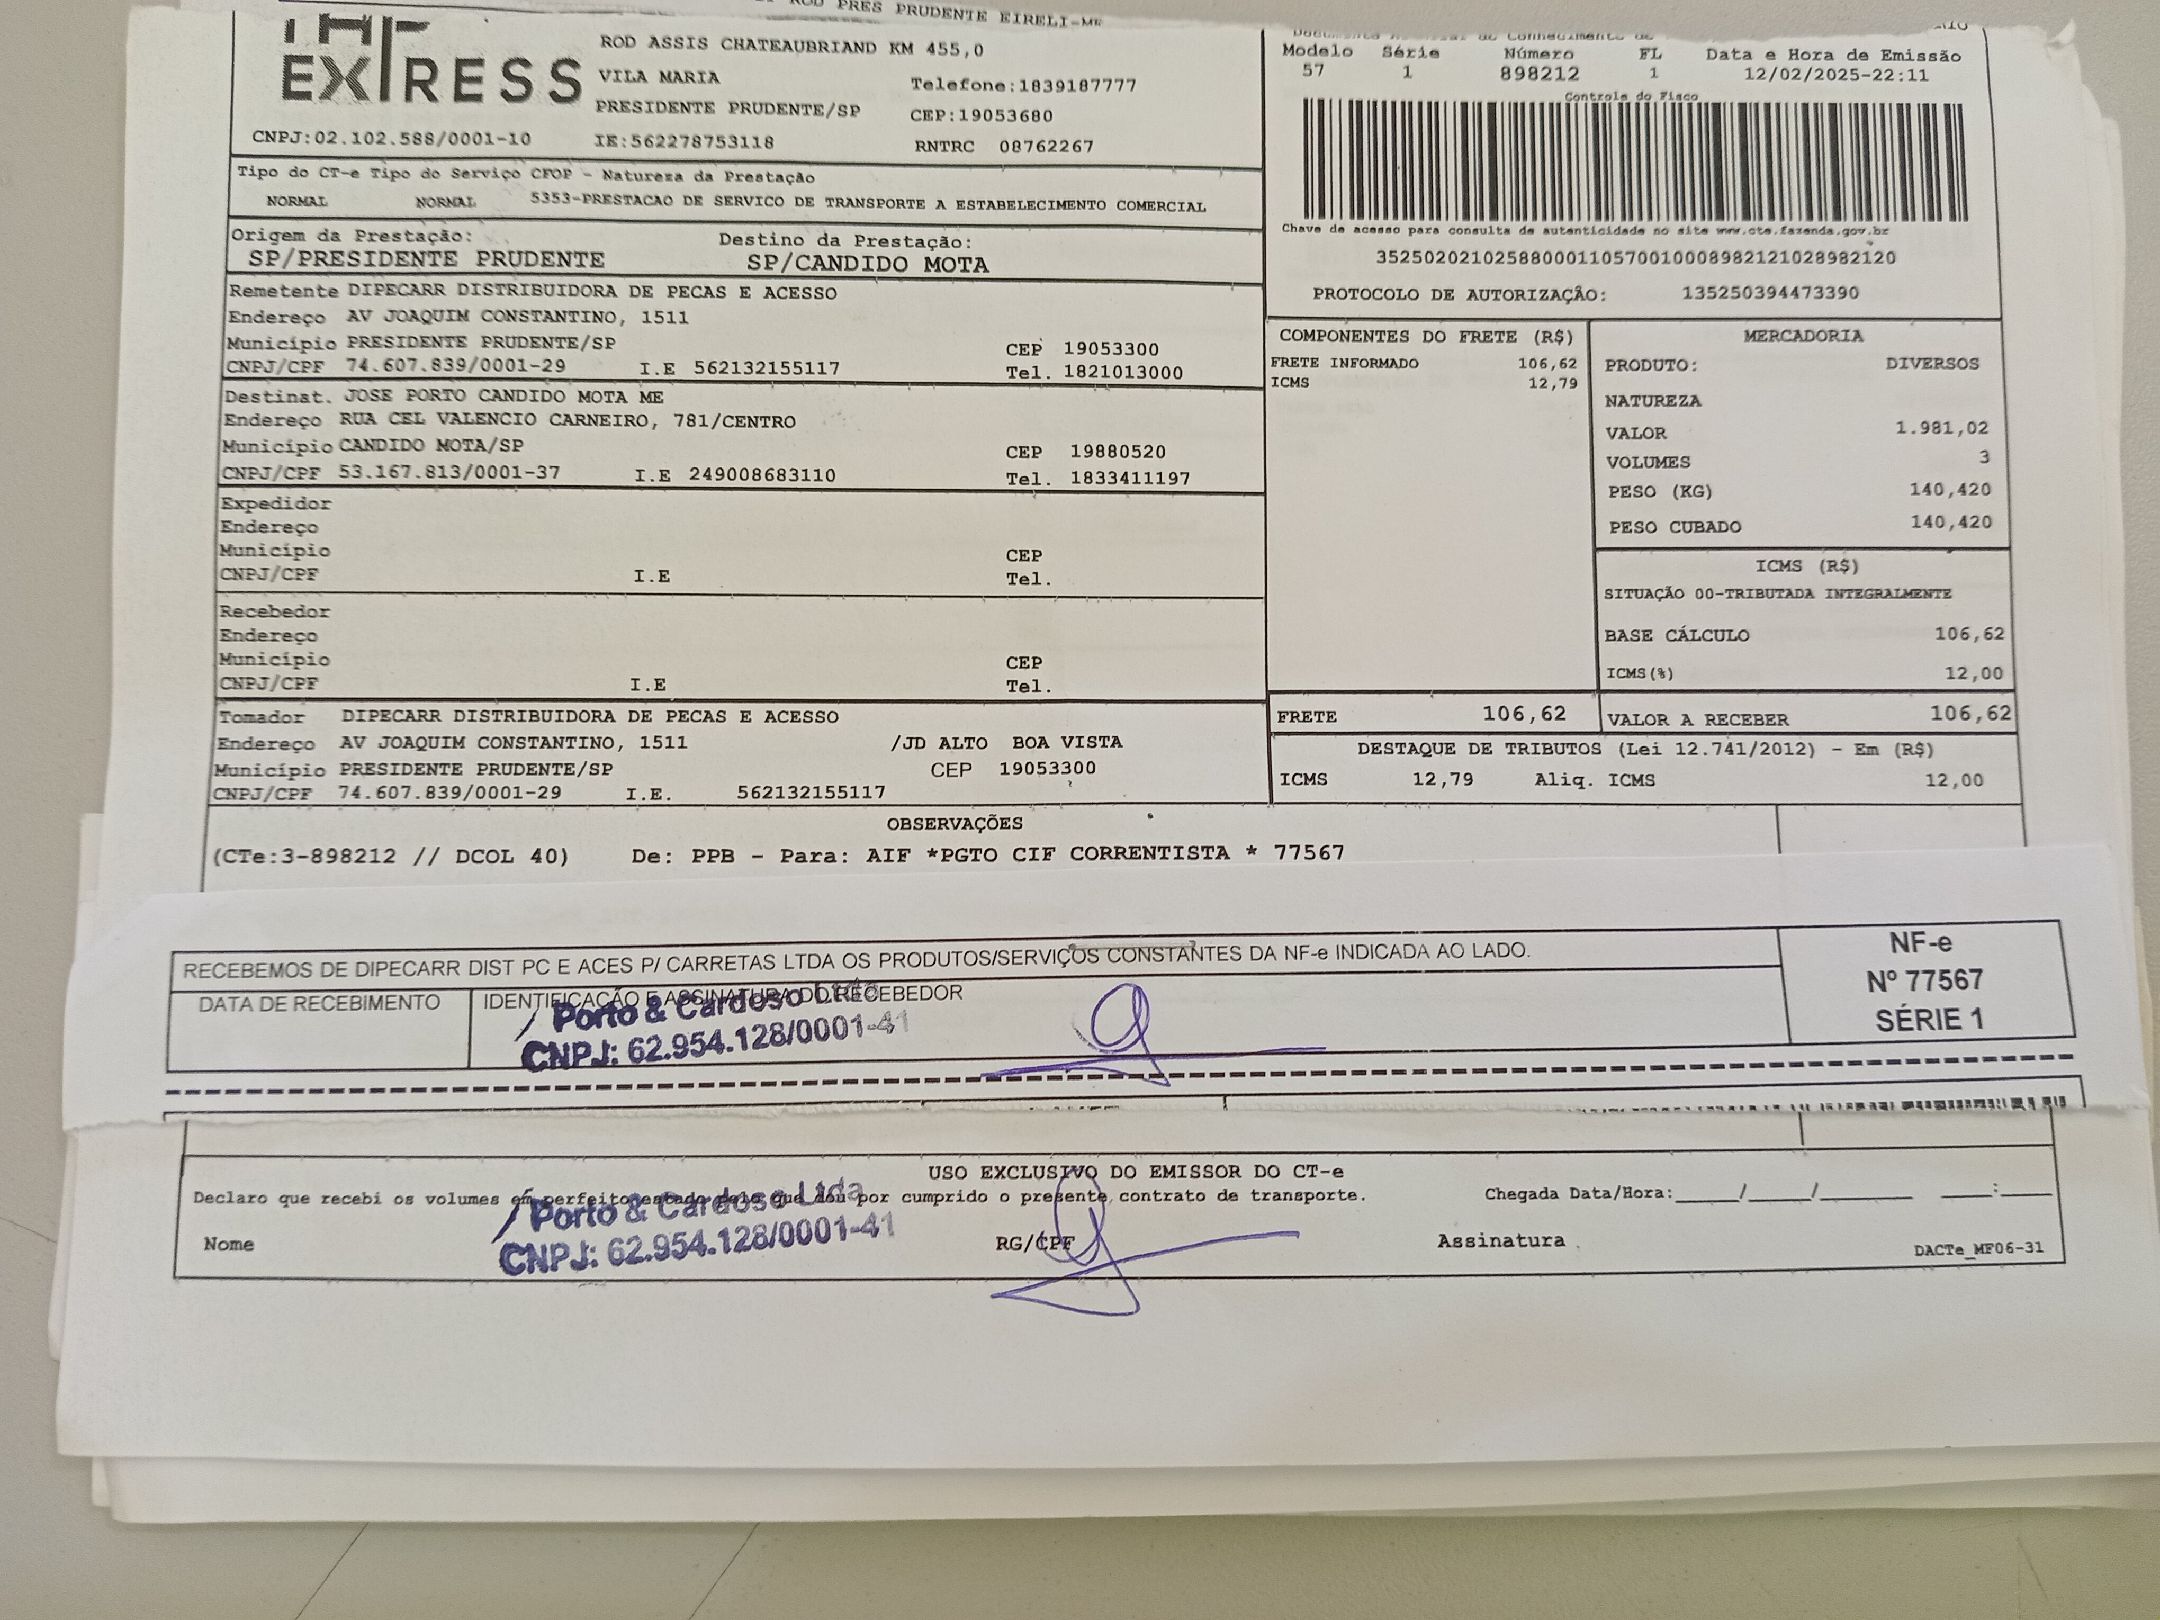 ROD PRES PRUDENTE EIRELI-ME
EXPRESS
ROD ASSIS CHATEAUBRIAND KM 455,0
VILA MARIA Telefone:1839187777
PRESIDENTE PRUDENTE/SP CEP:19053680
CNPJ:02.102.588/0001-10 IE:562278753118 RNTRC 08762267
Modelo Série Número FL Data e Hora de Emissão
57 1 898212 1 12/02/2025-22:11
Controle do Fisco
Chave de acesso para consulta de autenticidade no site www.cte.fazenda.gov.br
35250202102588000110570010008982121028982120
PROTOCOLO DE AUTORIZAÇÃO: 135250394473390
Tipo do CT-e Tipo do Serviço CFOP - Natureza da Prestação
NORMAL NORMAL 5353-PRESTACAO DE SERVICO DE TRANSPORTE A ESTABELECIMENTO COMERCIAL
Origem da Prestação: Destino da Prestação:
SP/PRESIDENTE PRUDENTE SP/CANDIDO MOTA
Remetente DIPECARR DISTRIBUIDORA DE PECAS E ACESSO
Endereço AV JOAQUIM CONSTANTINO, 1511
Município PRESIDENTE PRUDENTE/SP CEP 19053300
CNPJ/CPF 74.607.839/0001-29 I.E 562132155117 Tel. 1821013000
Destinat. JOSE PORTO CANDIDO MOTA ME
Endereço RUA CEL VALENCIO CARNEIRO, 781/CENTRO
Município CANDIDO MOTA/SP CEP 19880520
CNPJ/CPF 53.167.813/0001-37 I.E 249008683110 Tel. 1833411197
Expedidor
Endereço
Município CEP
CNPJ/CPF I.E Tel.
Recebedor
Endereço
Município CEP
CNPJ/CPF I.E Tel.
Tomador DIPECARR DISTRIBUIDORA DE PECAS E ACESSO
Endereço AV JOAQUIM CONSTANTINO, 1511 /JD ALTO BOA VISTA
Município PRESIDENTE PRUDENTE/SP CEP 19053300
CNPJ/CPF 74.607.839/0001-29 I.E. 562132155117
COMPONENTES DO FRETE (R$)
FRETE INFORMADO 106,62
ICMS 12,79
MERCADORIA
PRODUTO: DIVERSOS
NATUREZA
VALOR 1.981,02
VOLUMES 3
PESO (KG) 140,420
PESO CUBADO 140,420
ICMS (R$)
SITUAÇÃO 00-TRIBUTADA INTEGRALMENTE
BASE CÁLCULO 106,62
ICMS(%) 12,00
FRETE 106,62 VALOR A RECEBER 106,62
DESTAQUE DE TRIBUTOS (Lei 12.741/2012) - Em (R$)
ICMS 12,79 Aliq. ICMS 12,00
OBSERVAÇÕES
(CTe:3-898212 // DCOL 40) De: PPB - Para: AIF *PGTO CIF CORRENTISTA * 77567
RECEBEMOS DE DIPECARR DIST PC E ACES P/ CARRETAS LTDA OS PRODUTOS/SERVIÇOS CONSTANTES DA NF-e INDICADA AO LADO.
DATA DE RECEBIMENTO IDENTIFICAÇÃO E ASSINATURA DO RECEBEDOR
Porto & Cardoso Ltda
CNPJ: 62.954.128/0001-41
NF-e
Nº 77567
SÉRIE 1
USO EXCLUSIVO DO EMISSOR DO CT-e
Declaro que recebi os volumes em perfeito estado pelo que dou por cumprido o presente contrato de transporte. Chegada Data/Hora:____/____/______ __:___
Porto & Cardoso Ltda
CNPJ: 62.954.128/0001-41
Nome RG/CPF Assinatura DACTe_MF06-31